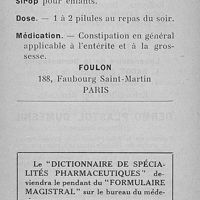 Sirop pour enfants.
Dose. — 1 à 2 pilules au repas du soir.
Médication. — Constipation en général
applicable à l'entérite et à la gros-
sesse.
FOULON
188, Faubourg Saint-Martin
PARIS
Le "DICTIONNAIRE DE SPÉCIA-
LITÉS PHARMACEUTIQUES" de-
viendra le pendant du "FORMULAIRE
MAGISTRAL" sur le bureau du méde-